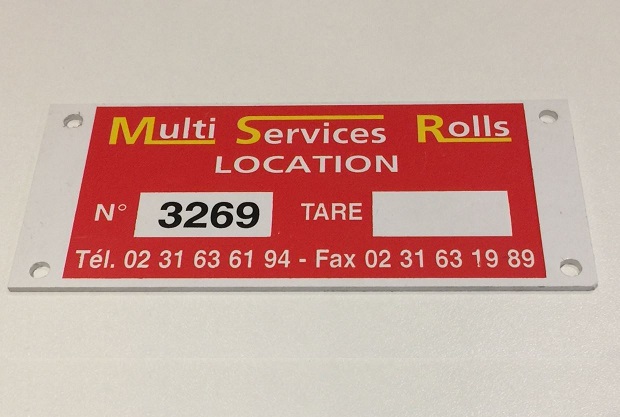 Multi Services Rolls
LOCATION
N° 3269 TARE
Tél. 02 31 63 61 94 - Fax 02 31 63 19 89